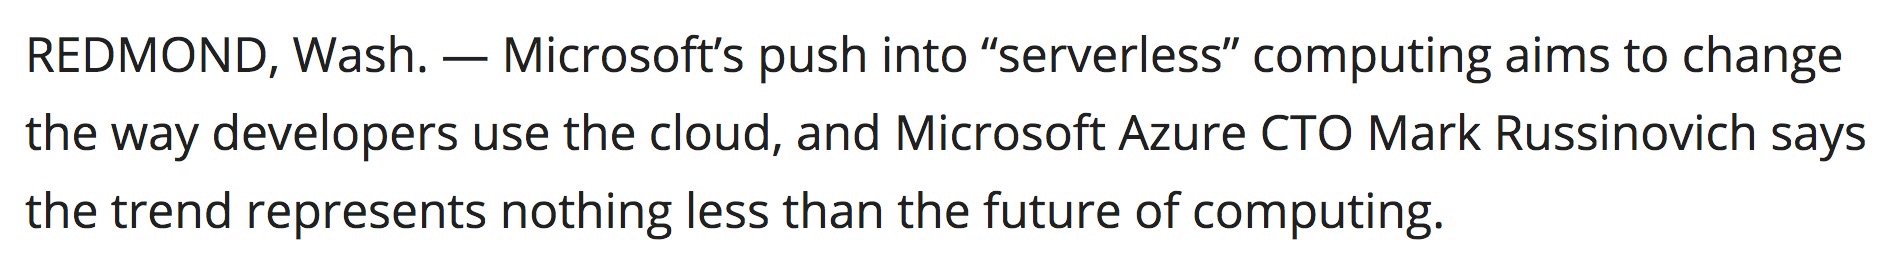 REDMOND, Wash. — Microsoft’s push into “serverless” computing aims to change
the way developers use the cloud, and Microsoft Azure CTO Mark Russinovich says
the trend represents nothing less than the future of computing.